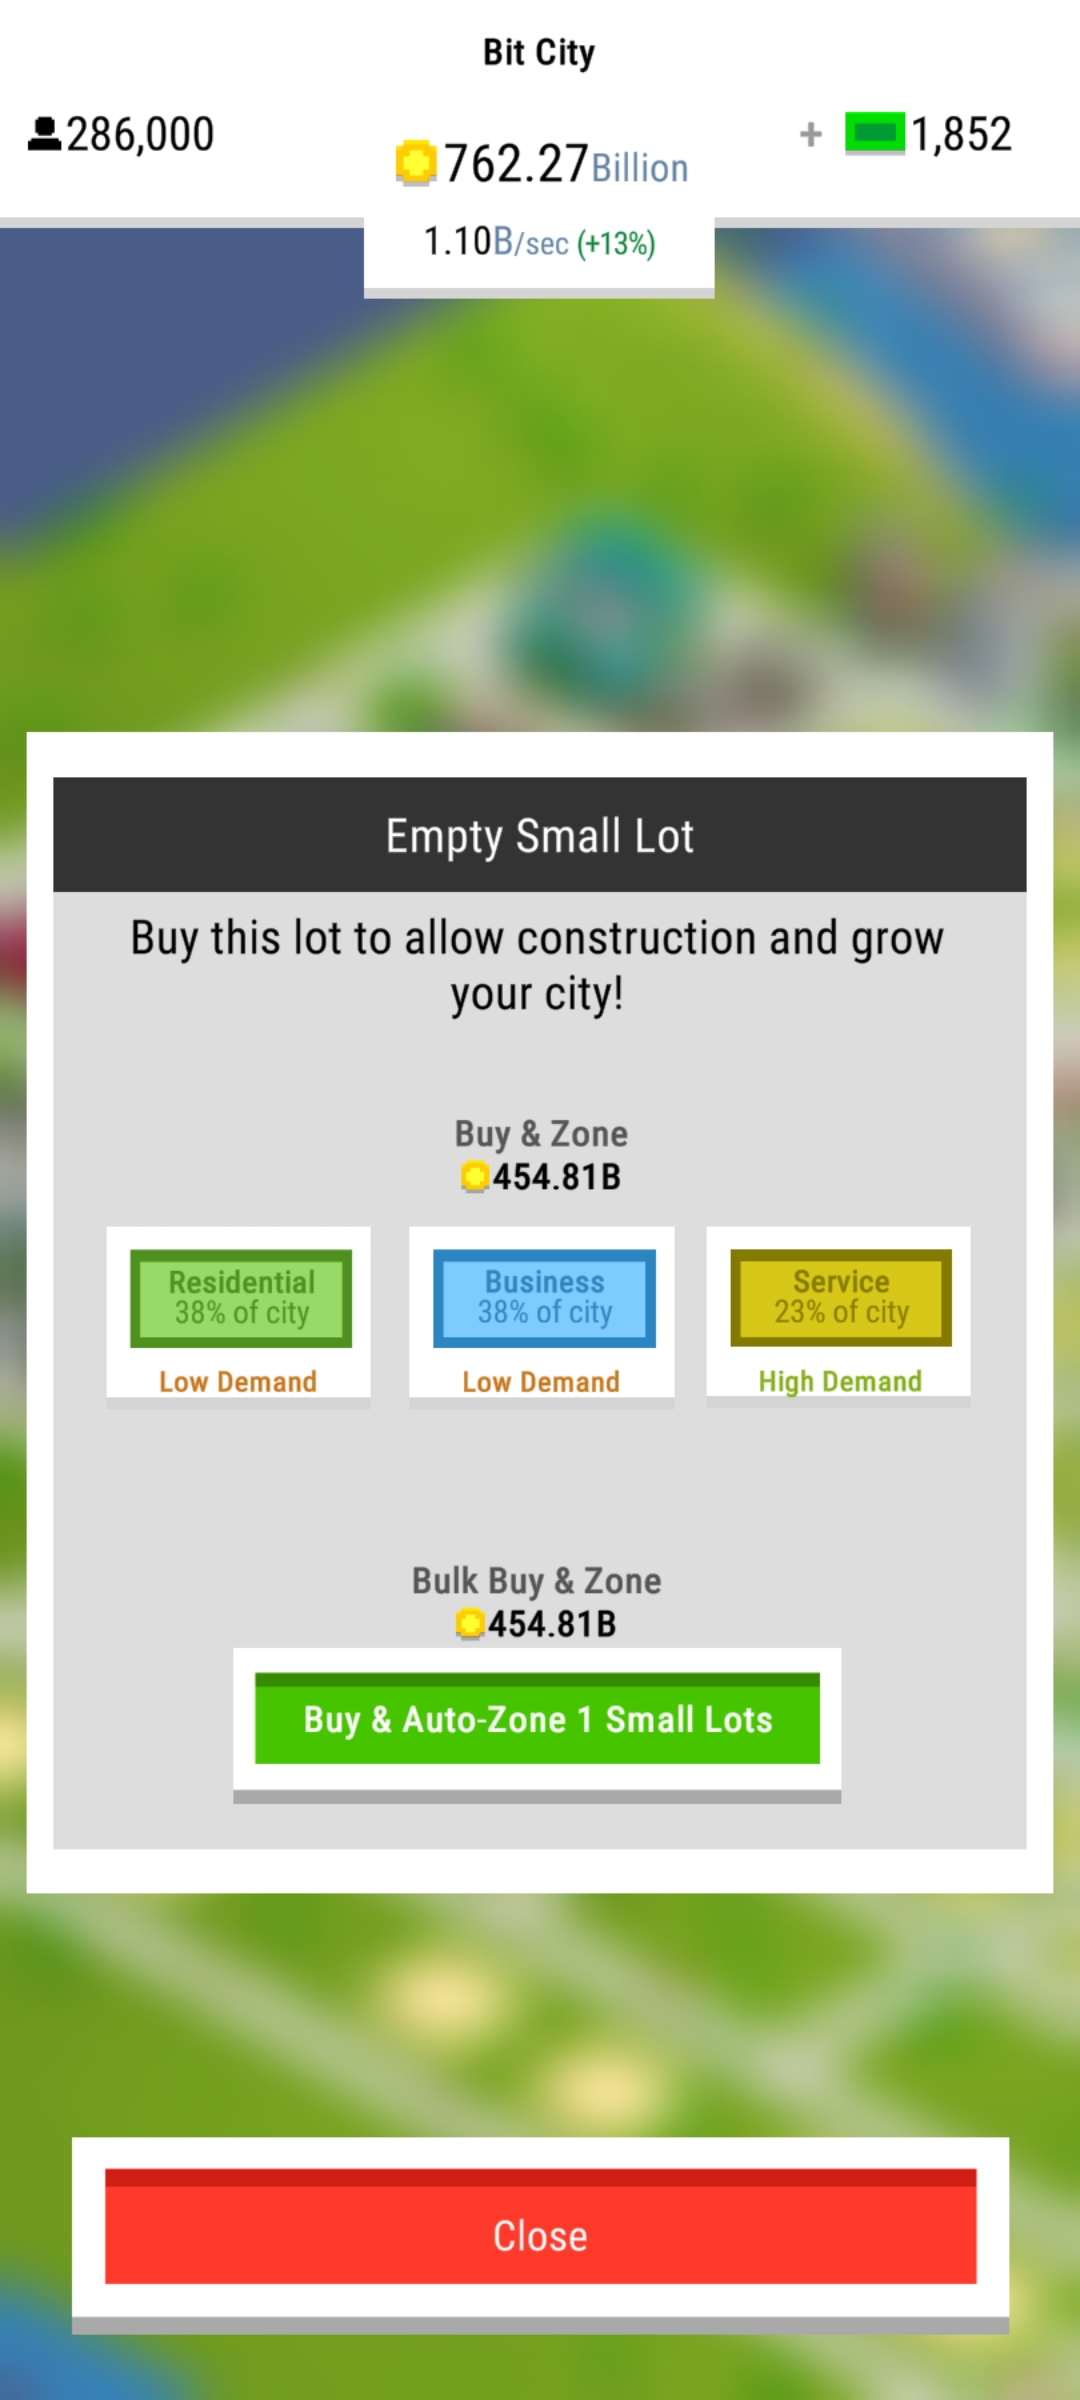 Bit City
286,000
762.27Billion
+ 1,852
1.10B/sec (+13%)
Empty Small Lot
Buy this lot to allow construction and grow
your city!
Buy & Zone
454.81B
Residential
38% of city
Low Demand
Business
38% of city
Low Demand
Service
23% of city
High Demand
Bulk Buy & Zone
454.81B
Buy & Auto-Zone 1 Small Lots
Close